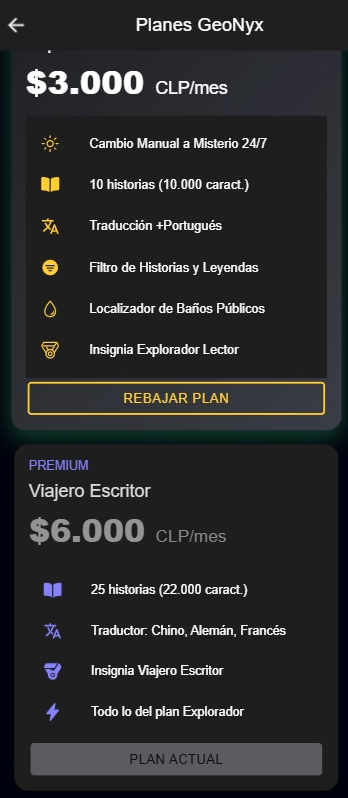 Planes GeoNyx
$3.000 CLP/mes
Cambio Manual a Misterio 24/7
10 historias (10.000 caract.)
Traducción +Portugués
Filtro de Historias y Leyendas
Localizador de Baños Públicos
Insignia Explorador Lector
REBAJAR PLAN
PREMIUM
Viajero Escritor
$6.000 CLP/mes
25 historias (22.000 caract.)
Traductor: Chino, Alemán, Francés
Insignia Viajero Escritor
Todo lo del plan Explorador
PLAN ACTUAL